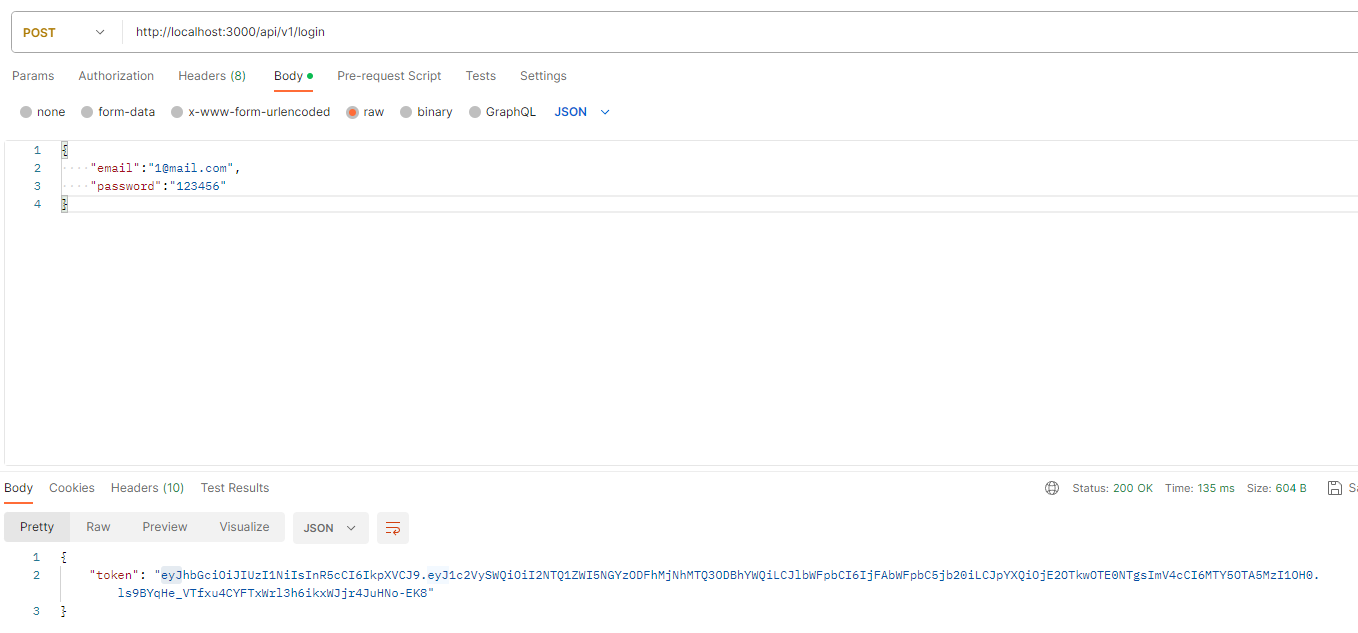 POST http://localhost:3000/api/v1/login
Params Authorization Headers (8) Body Pre-request Script Tests Settings
none form-data x-www-form-urlencoded raw binary GraphQL JSON
1 {
2 "email":"1@mail.com",
3 "password":"123456"
4 }
Body Cookies Headers (10) Test Results Status: 200 OK Time: 135 ms Size: 604 B
Pretty Raw Preview Visualize JSON
1 {
2 "token": "eyJhbGciOiJIUzI1NiIsInR5cCI6IkpXVCJ9.eyJ1c2VySWQiOiI2NTQ1ZWI5NGYzODFhMjNhMTQ3ODBhYWQiLCJlbWFpbCI6IjFAbWFpbC5jb20iLCJpYXQiOjE2OTkwOTE0NTgsImV4cCI6MTY5OTA5MzI1OH0.
ls9BYqHe_VTfxu4CYFTxWrl3h6ikxWJjr4JuHNo-EK8"
3 }